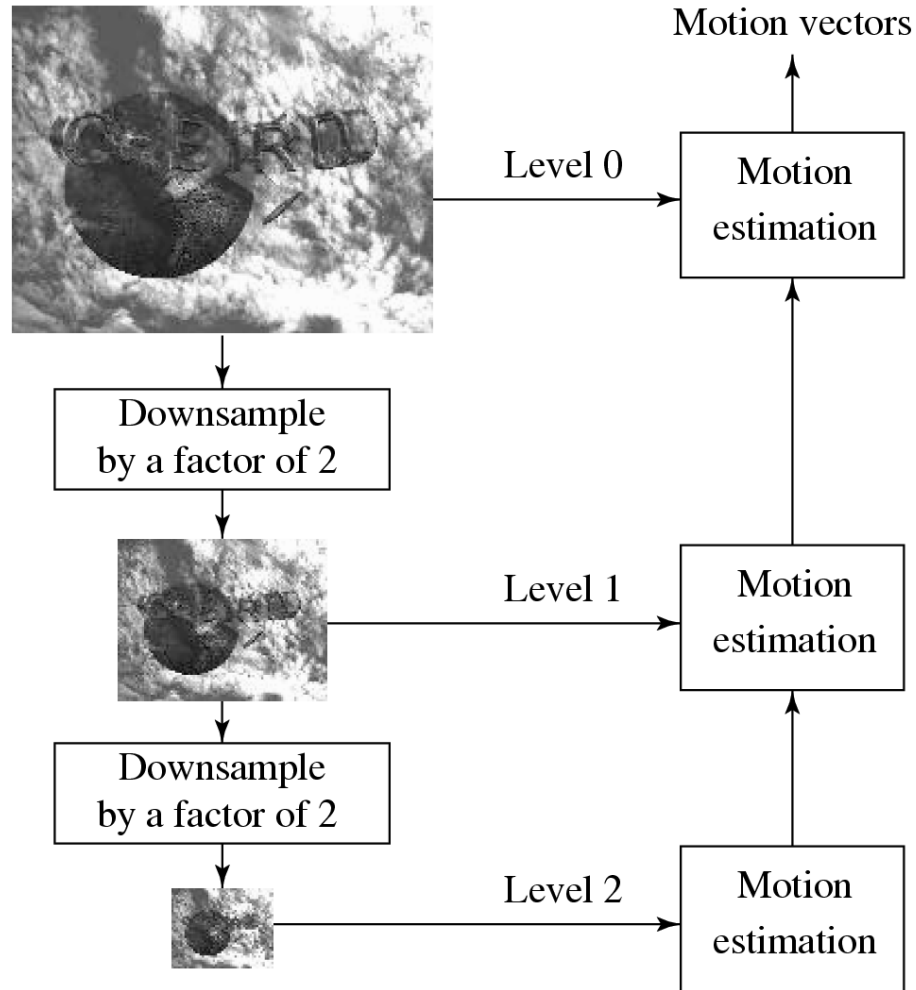 Motion vectors
Level 0
Motion
estimation
Downsample
by a factor of 2
Level 1
Motion
estimation
Downsample
by a factor of 2
Level 2
Motion
estimation